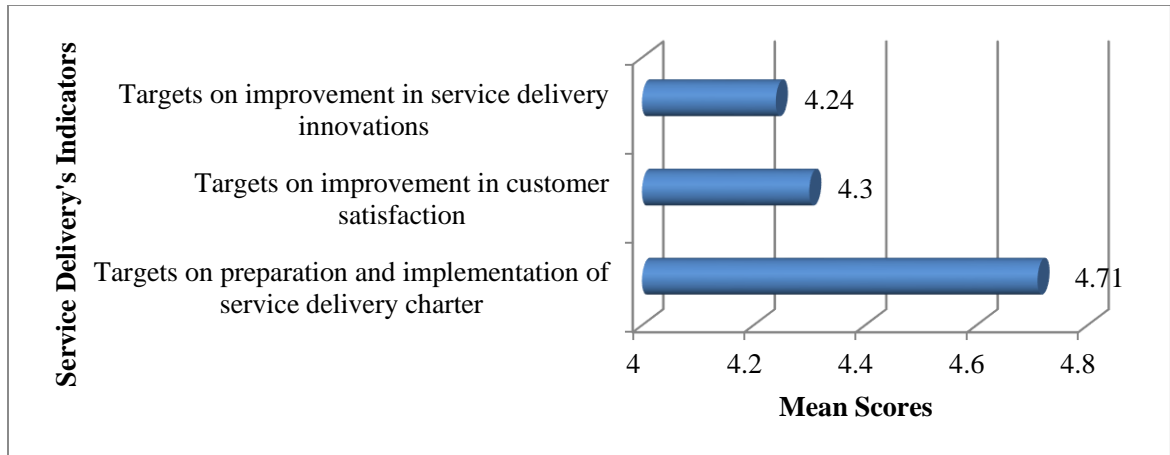 Service Delivery's Indicators
Targets on improvement in service delivery
innovations
4.24
Targets on improvement in customer
satisfaction
4.3
Targets on preparation and implementation of
service delivery charter
4.71
4 4.2 4.4 4.6 4.8
Mean Scores